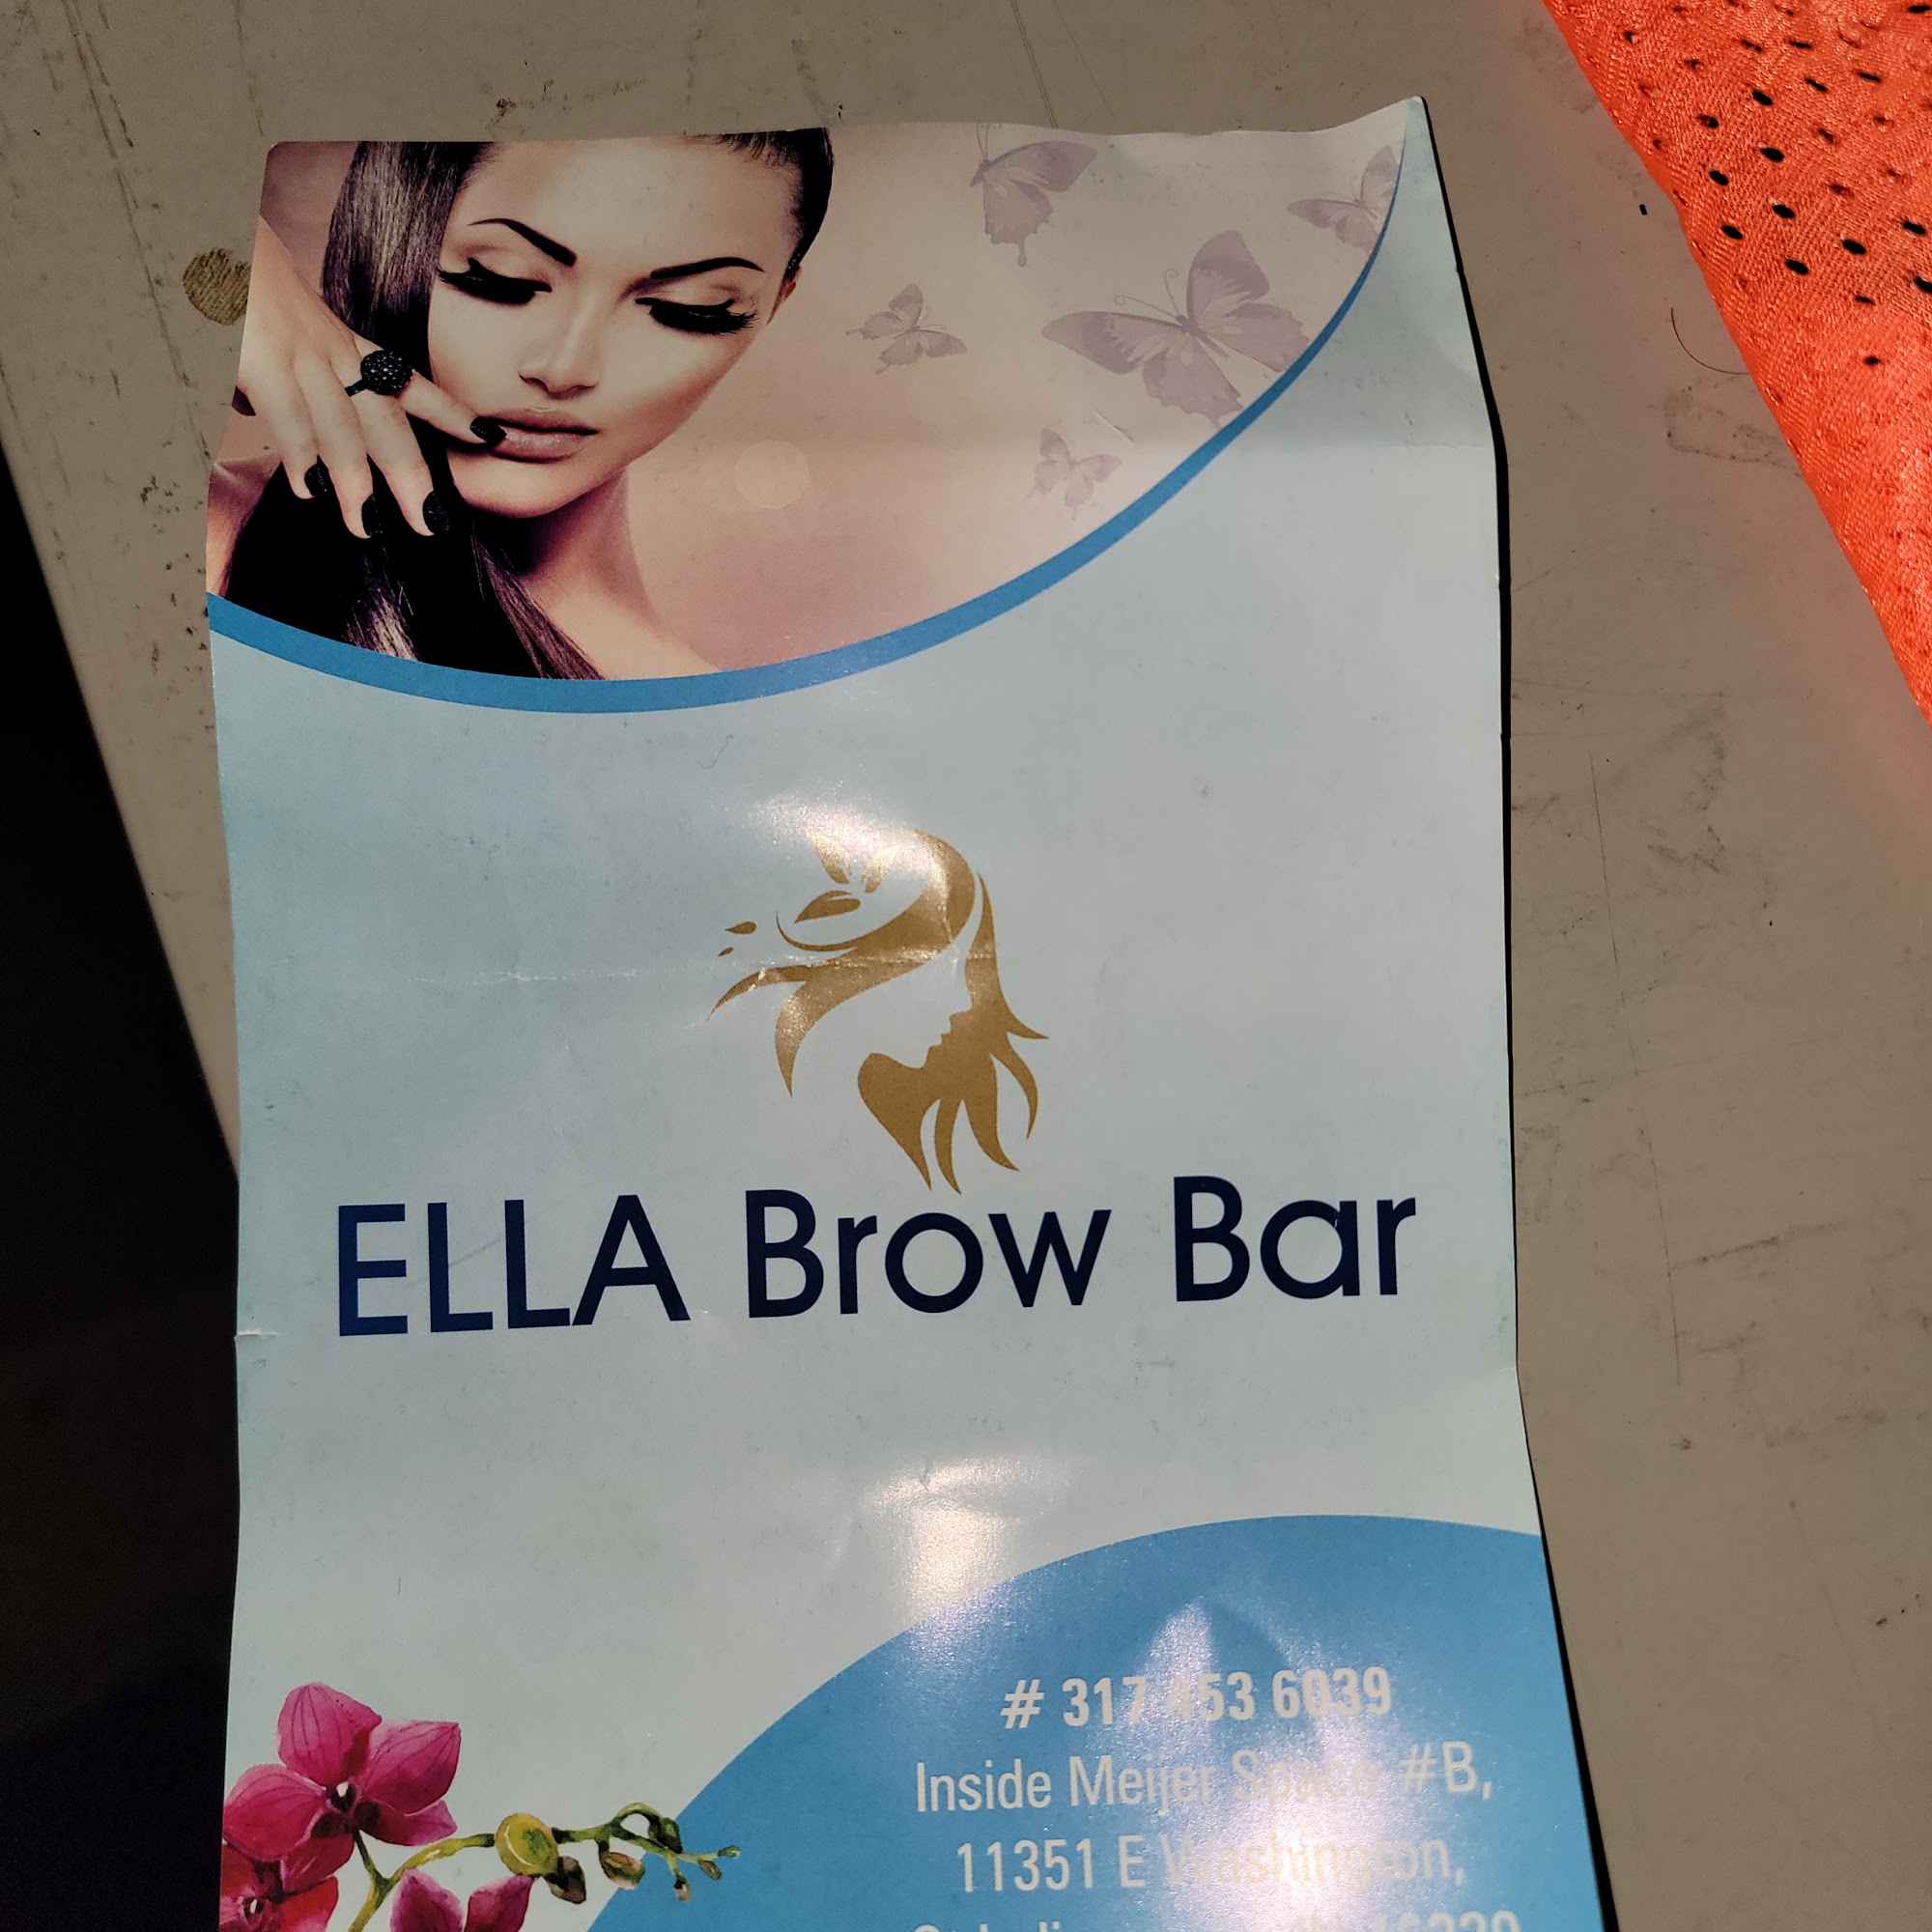 ELLA Brow Bar
# 317 453 6039
Inside Meijer Space #B,
11351 E Washington,